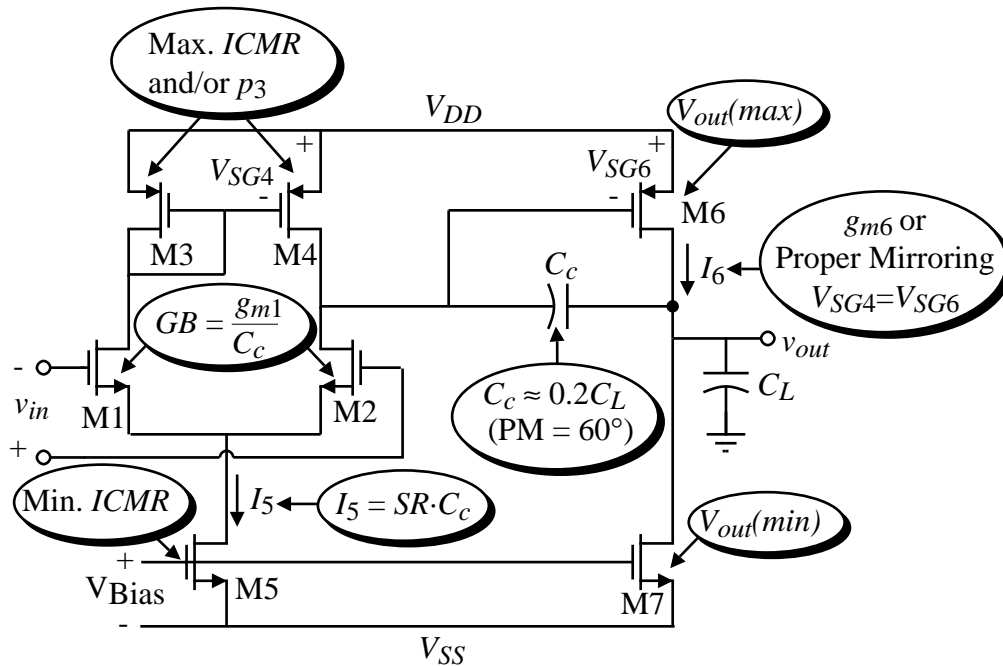 Max. ICMR
and/or p3
VDD
Vout(max)
VSG4
+
-
VSG6
+
-
M6
M3
M4
Cc
I6
gm6 or
Proper Mirroring
VSG4=VSG6
GB = gm1
Cc
-
vin
+
M1
M2
Cc ≈ 0.2CL
(PM = 60°)
vout
CL
Min. ICMR
I5
I5 = SR·Cc
Vout(min)
+
VBias
-
M5
M7
VSS